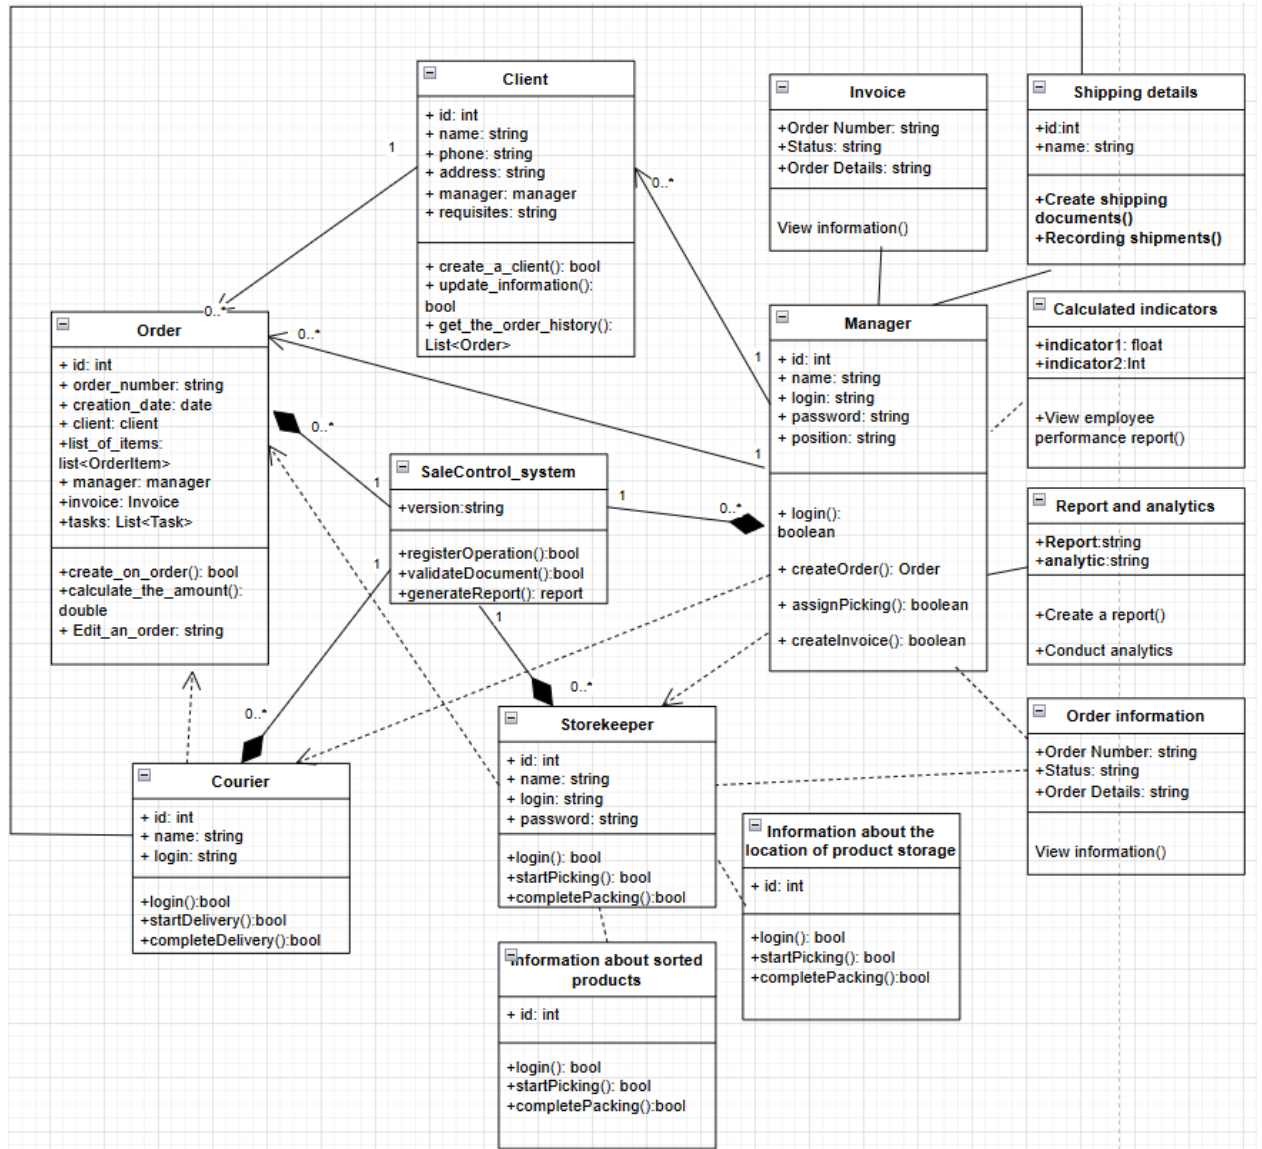 Client
+ id: int
+ name: string
+ phone: string
+ address: string
+ manager: manager
+ requisites: string
+ create_a_client(): bool
+ update_information():
bool
+ get_the_order_history():
List<Order>
Invoice
+Order Number: string
+Status: string
+Order Details: string
View information()
Shipping details
+id:int
+name: string
+Create shipping
documents()
+Recording shipments()
1
0..*
0..*
1
0..*
1
Order
+ id: int
+ order_number: string
+ creation_date: date
+ client: client
+list_of_items:
list<OrderItem>
+ manager: manager
+invoice: Invoice
+tasks: List<Task>
+create_on_order(): bool
+calculate_the_amount():
double
+ Edit_an_order: string
Manager
+ id: int
+ name: string
+ login: string
+ password: string
+ position: string
+ login():
boolean
+ createOrder(): Order
+ assignPicking(): boolean
+ createInvoice(): boolean
Calculated indicators
+indicator1: float
+indicator2:Int
+View employee
performance report()
0..*
1
SaleControl_system
+version:string
+registerOperation():bool
+validateDocument():bool
+generateReport(): report
1
0..*
1
0..*
1
0..*
Report and analytics
+Report:string
+analytic:string
+Create a report()
+Conduct analytics
Order information
+Order Number: string
+Status: string
+Order Details: string
View information()
Storekeeper
+ id: int
+ name: string
+ login: string
+ password: string
+login(): bool
+startPicking(): bool
+completePacking():bool
Courier
+ id: int
+ name: string
+ login: string
+login():bool
+startDelivery():bool
+completeDelivery():bool
Information about the
location of product storage
+ id: int
+login(): bool
+startPicking(): bool
+completePacking():bool
Information about sorted
products
+ id: int
+login(): bool
+startPicking(): bool
+completePacking():bool